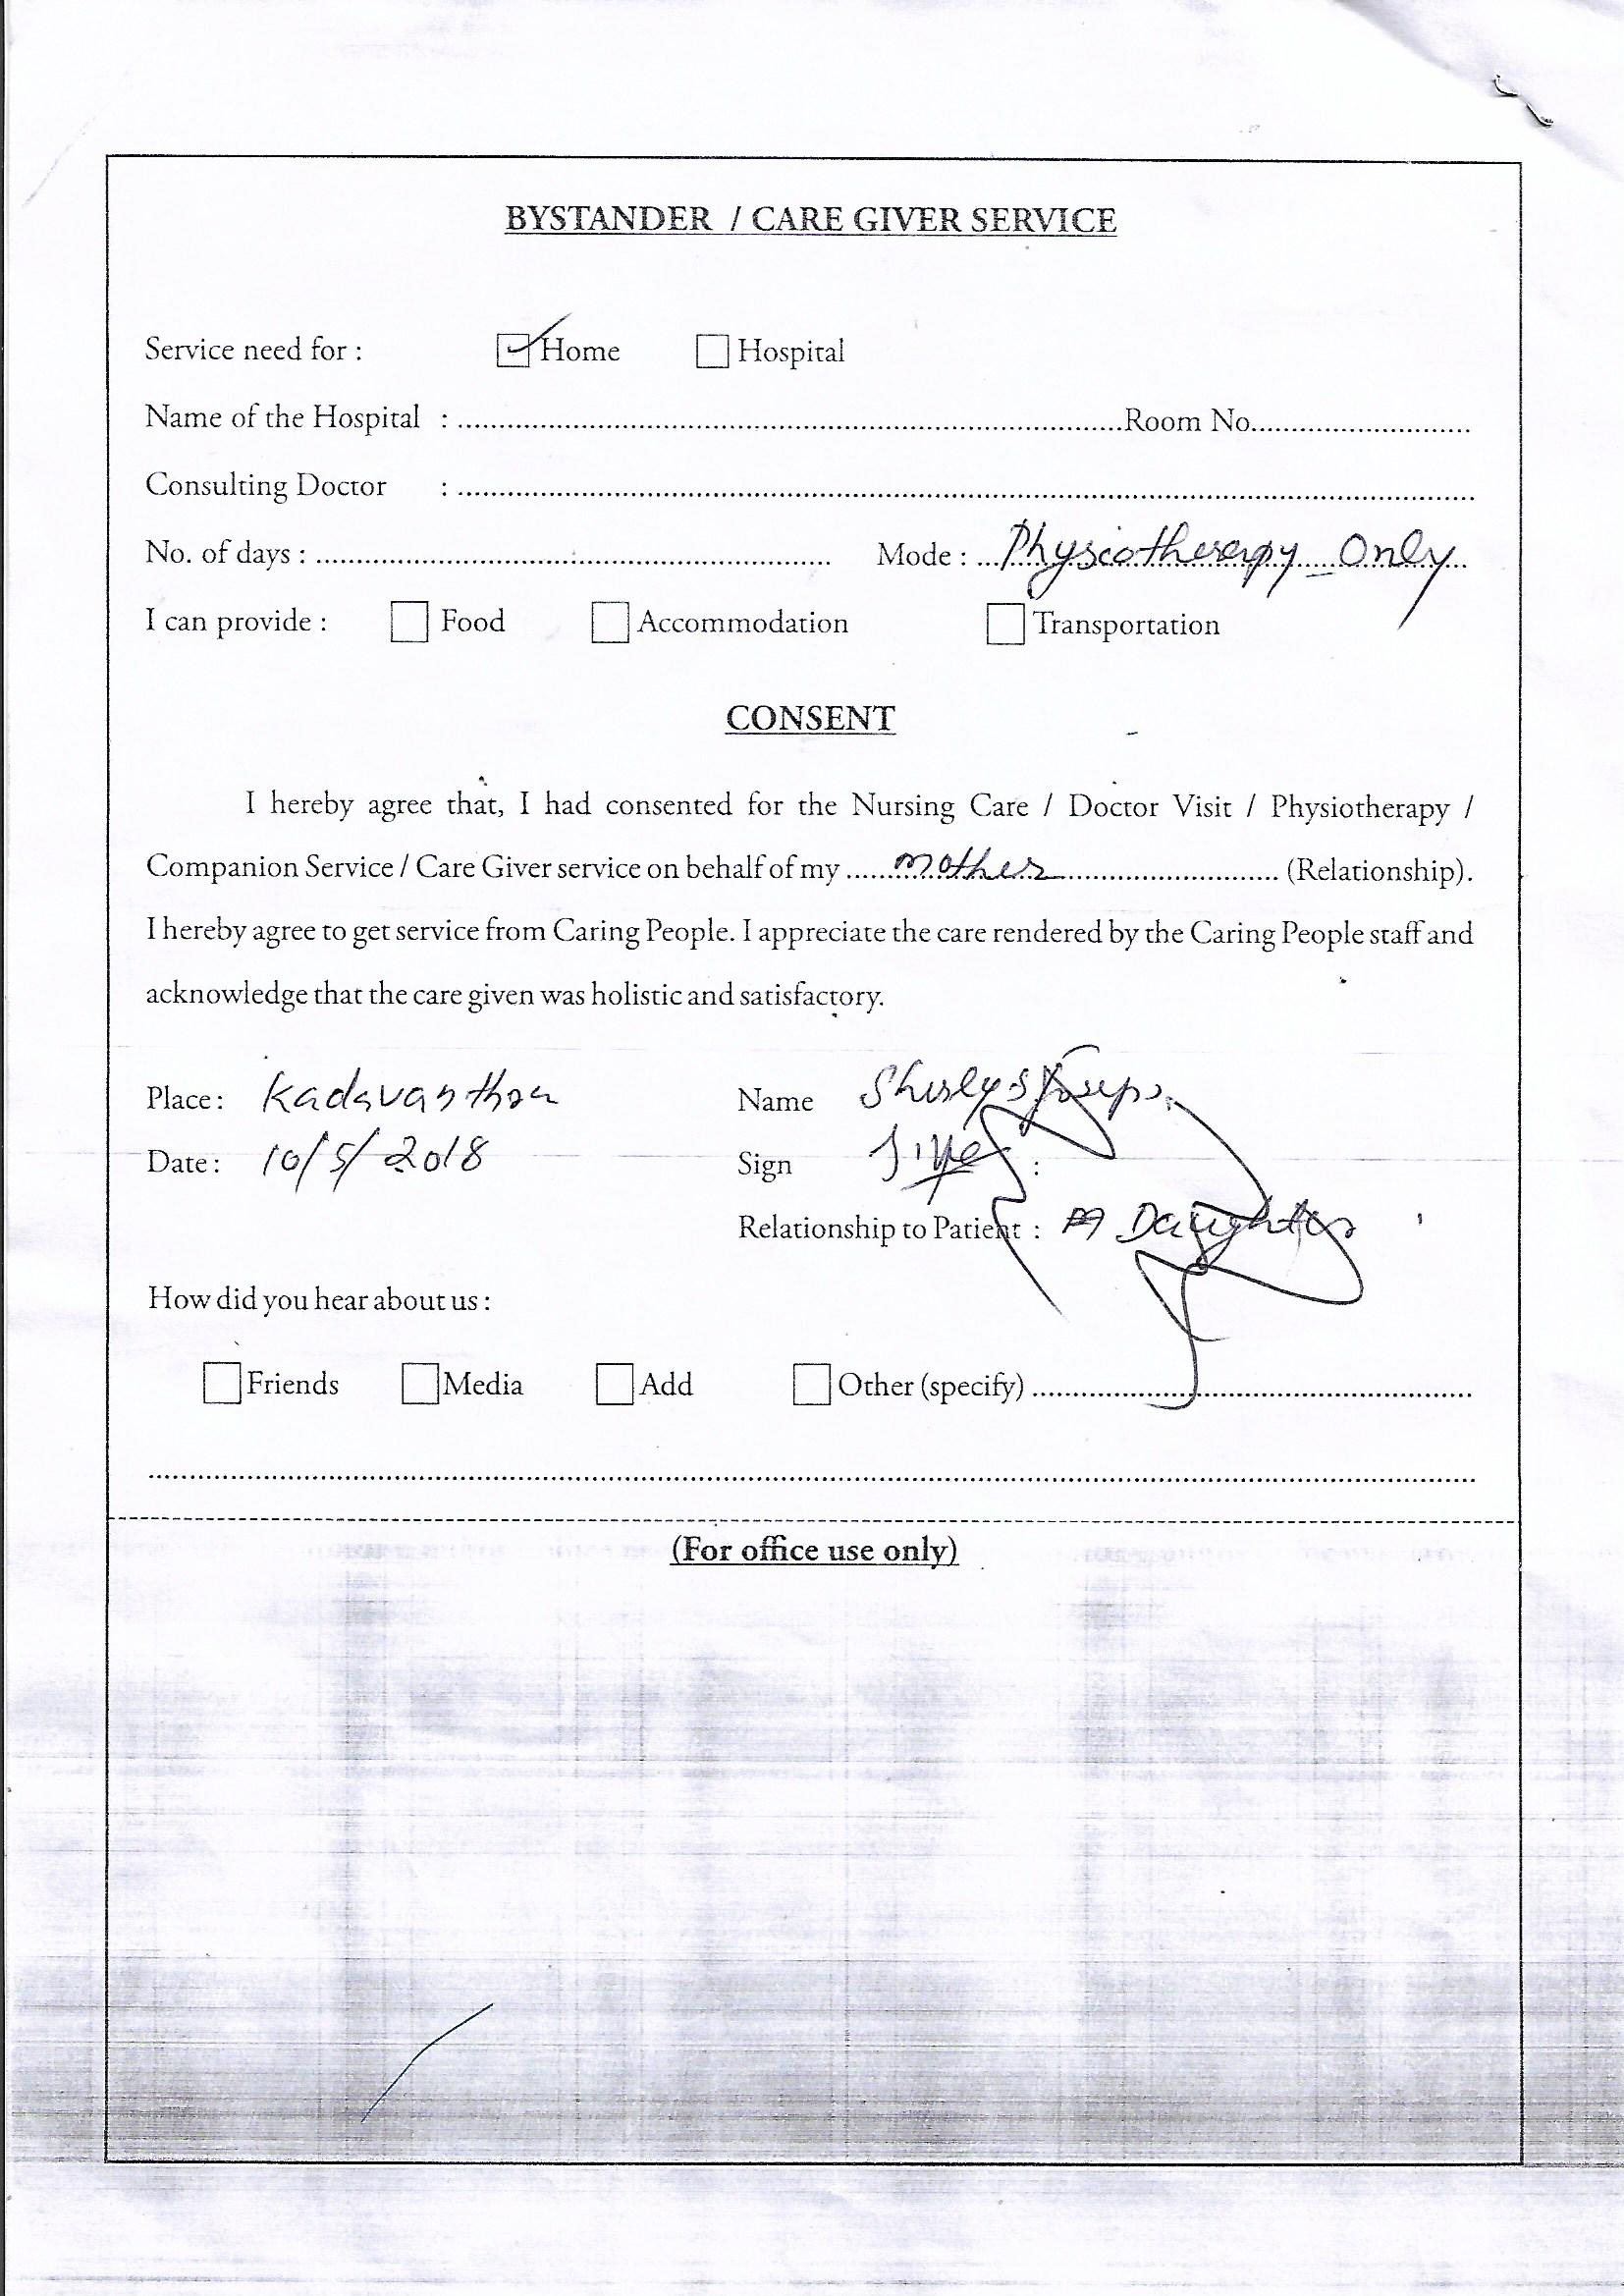 BYSTANDER / CARE GIVER SERVICE
Service need for : Home Hospital
Name of the Hospital : ........ Room No........
Consulting Doctor : ........
No. of days : ........ Mode : Physiotherapy Only
I can provide : Food Accommodation Transportation
CONSENT
I hereby agree that, I had consented for the Nursing Care / Doctor Visit / Physiotherapy /
Companion Service / Care Giver service on behalf of my ..... mother ..... (Relationship).
I hereby agree to get service from Caring People. I appreciate the care rendered by the Caring People staff and
acknowledge that the care given was holistic and satisfactory.
Place : Kadavanthra Name
Date : 10/5/2018 Sign :
Relationship to Patient : Daughter
How did you hear about us :
Friends Media Add Other (specify) ........
(For office use only)